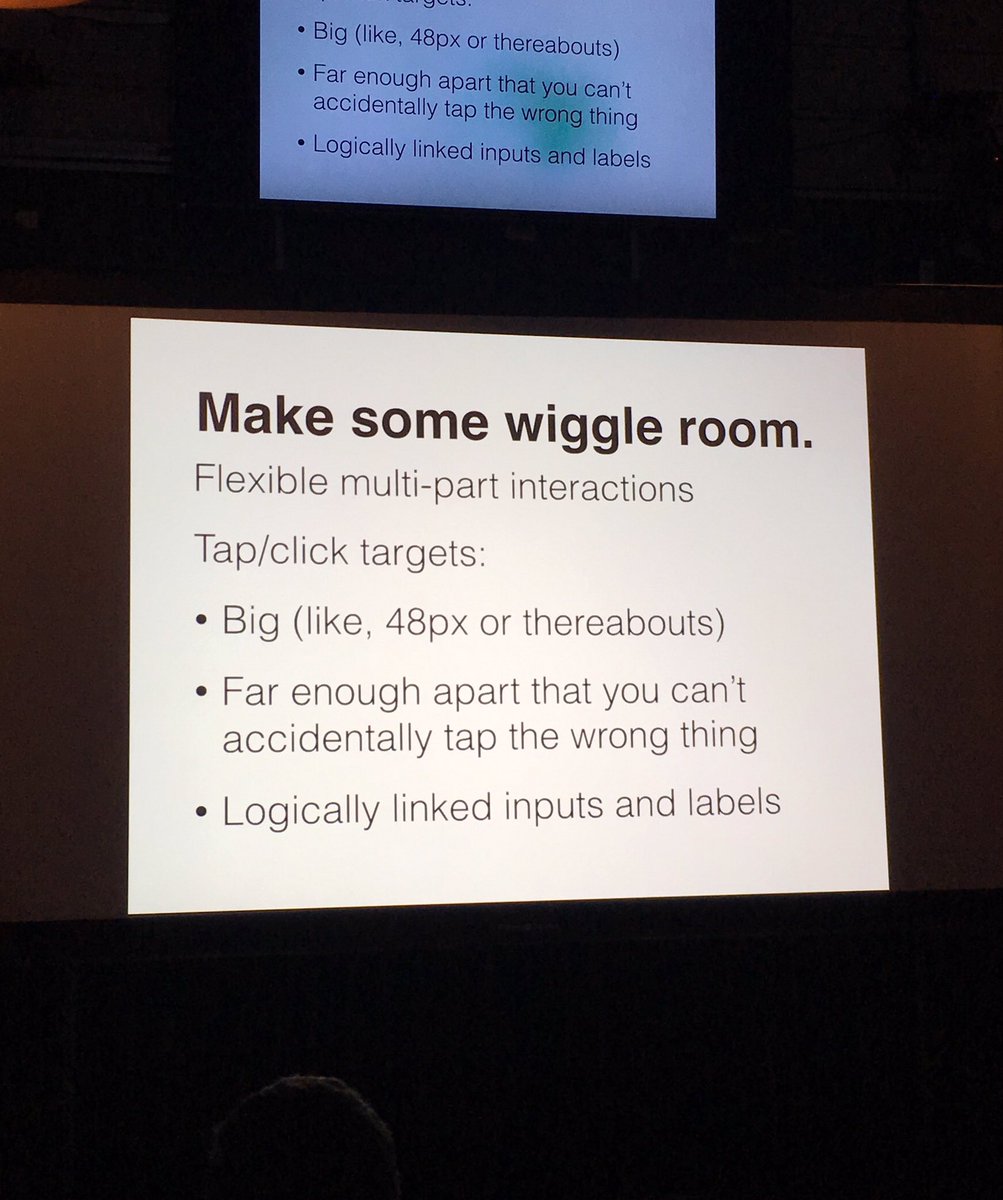 • Big (like, 48px or thereabouts)
• Far enough apart that you can't
accidentally tap the wrong thing
• Logically linked inputs and labels
Make some wiggle room.
Flexible multi-part interactions
Tap/click targets:
• Big (like, 48px or thereabouts)
• Far enough apart that you can't
accidentally tap the wrong thing
• Logically linked inputs and labels